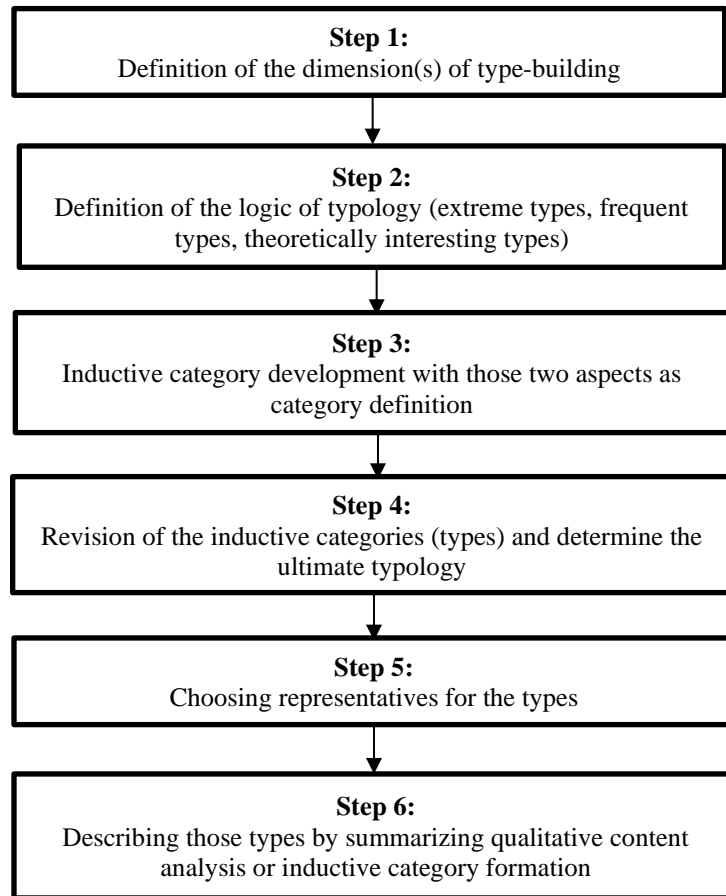 Step 1:
Definition of the dimension(s) of type-building
Step 2:
Definition of the logic of typology (extreme types, frequent
types, theoretically interesting types)
Step 3:
Inductive category development with those two aspects as
category definition
Step 4:
Revision of the inductive categories (types) and determine the
ultimate typology
Step 5:
Choosing representatives for the types
Step 6:
Describing those types by summarizing qualitative content
analysis or inductive category formation